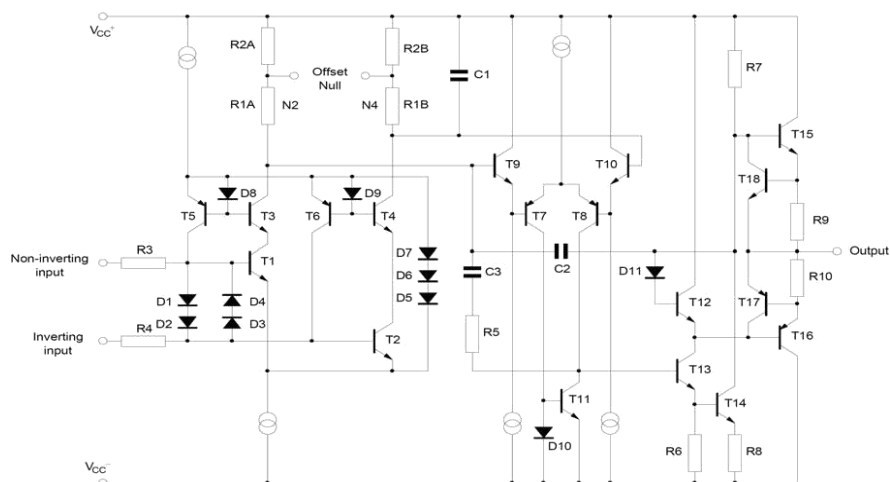 VCC+
R2A
R2B
R7
Offset
Null
C1
R1A
N2
N4
R1B
T15
T9
T10
T18
D8
D9
T5
T3
T6
T4
T7
T8
R9
R3
Non-inverting
input
T1
D7
D6
D5
C3
C2
D11
Output
R10
D1
D4
D2
D3
T12
T17
Inverting
input
R4
T2
R5
T16
T13
T11
T14
D10
R6
R8
VCC-